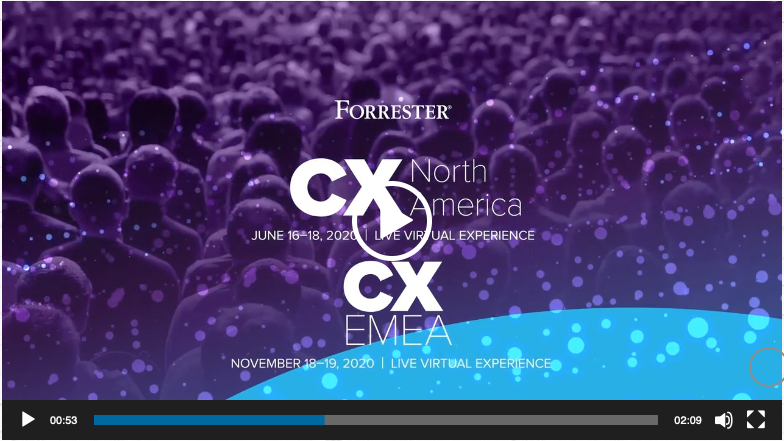 FORRESTER®
CX North
America
JUNE 16–18, 2020 | LIVE VIRTUAL EXPERIENCE
CX
EMEA
NOVEMBER 18–19, 2020 | LIVE VIRTUAL EXPERIENCE
00:53 02:09